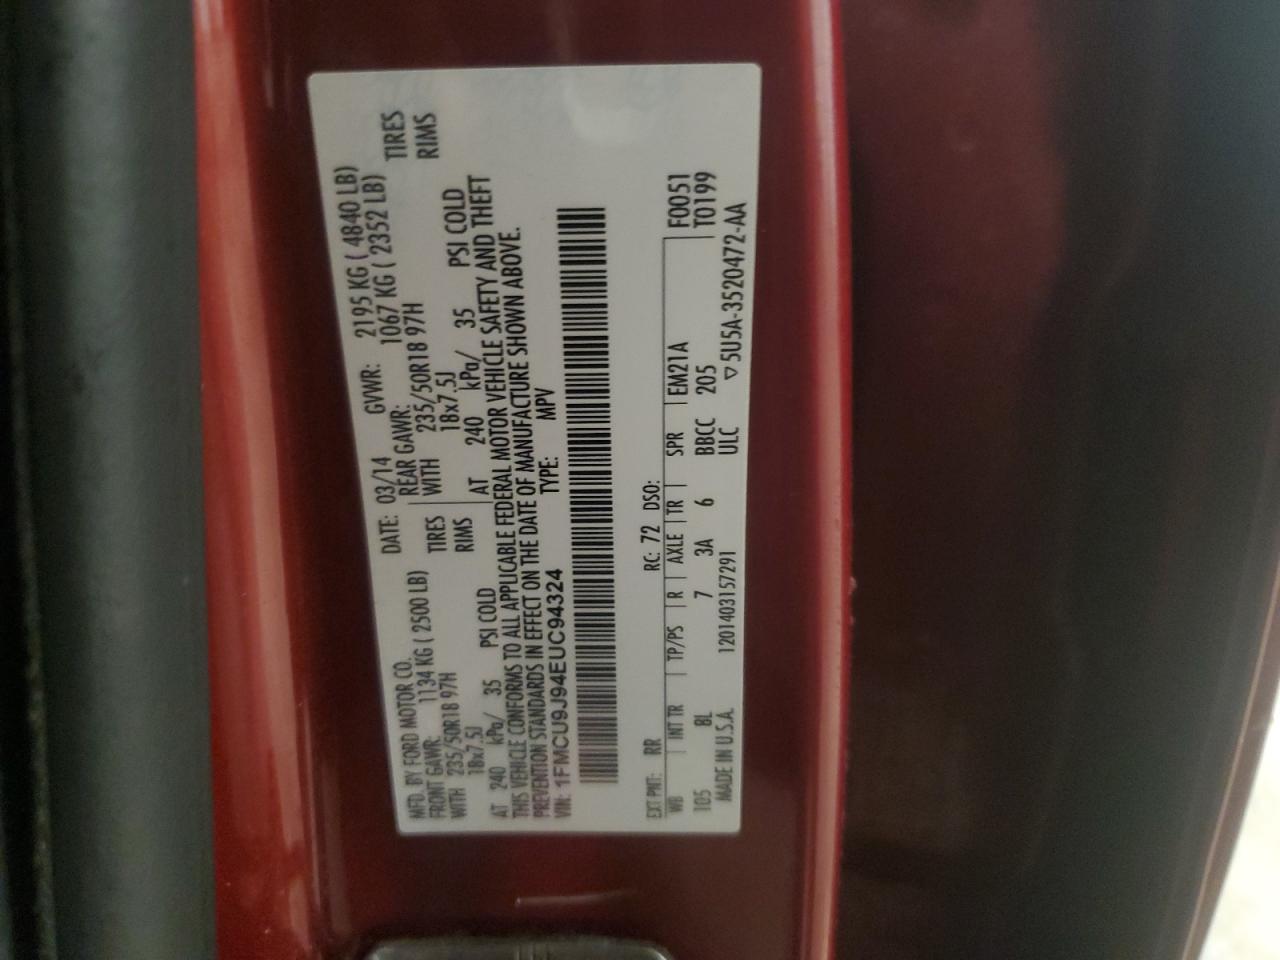 MFD. BY FORD MOTOR CO.
DATE: 03/14 GVWR: 2195 KG ( 4840 LB)
FRONT GAWR: 1134 KG ( 2500 LB)
REAR GAWR: 1067 KG ( 2352 LB)
WITH 235/50R18 97H TIRES
WITH 235/50R18 97H TIRES
18x7.5J RIMS
18x7.5J RIMS
AT 240 kPa/ 35 PSI COLD
AT 240 kPa/ 35 PSI COLD
THIS VEHICLE CONFORMS TO ALL APPLICABLE FEDERAL MOTOR VEHICLE SAFETY AND THEFT
PREVENTION STANDARDS IN EFFECT ON THE DATE OF MANUFACTURE SHOWN ABOVE.
VIN: 1FMCU9J94EUC94324 TYPE: MPV
EXT PNT: RR RC: 72 DSO: F0051
WB INT TR TP/PS R AXLE TR SPR EM21A T0199
105 BL 7 3A 6 BBCC 205
MADE IN U.S.A. 1201403157291 ULC ▽5U5A-3520472-AA